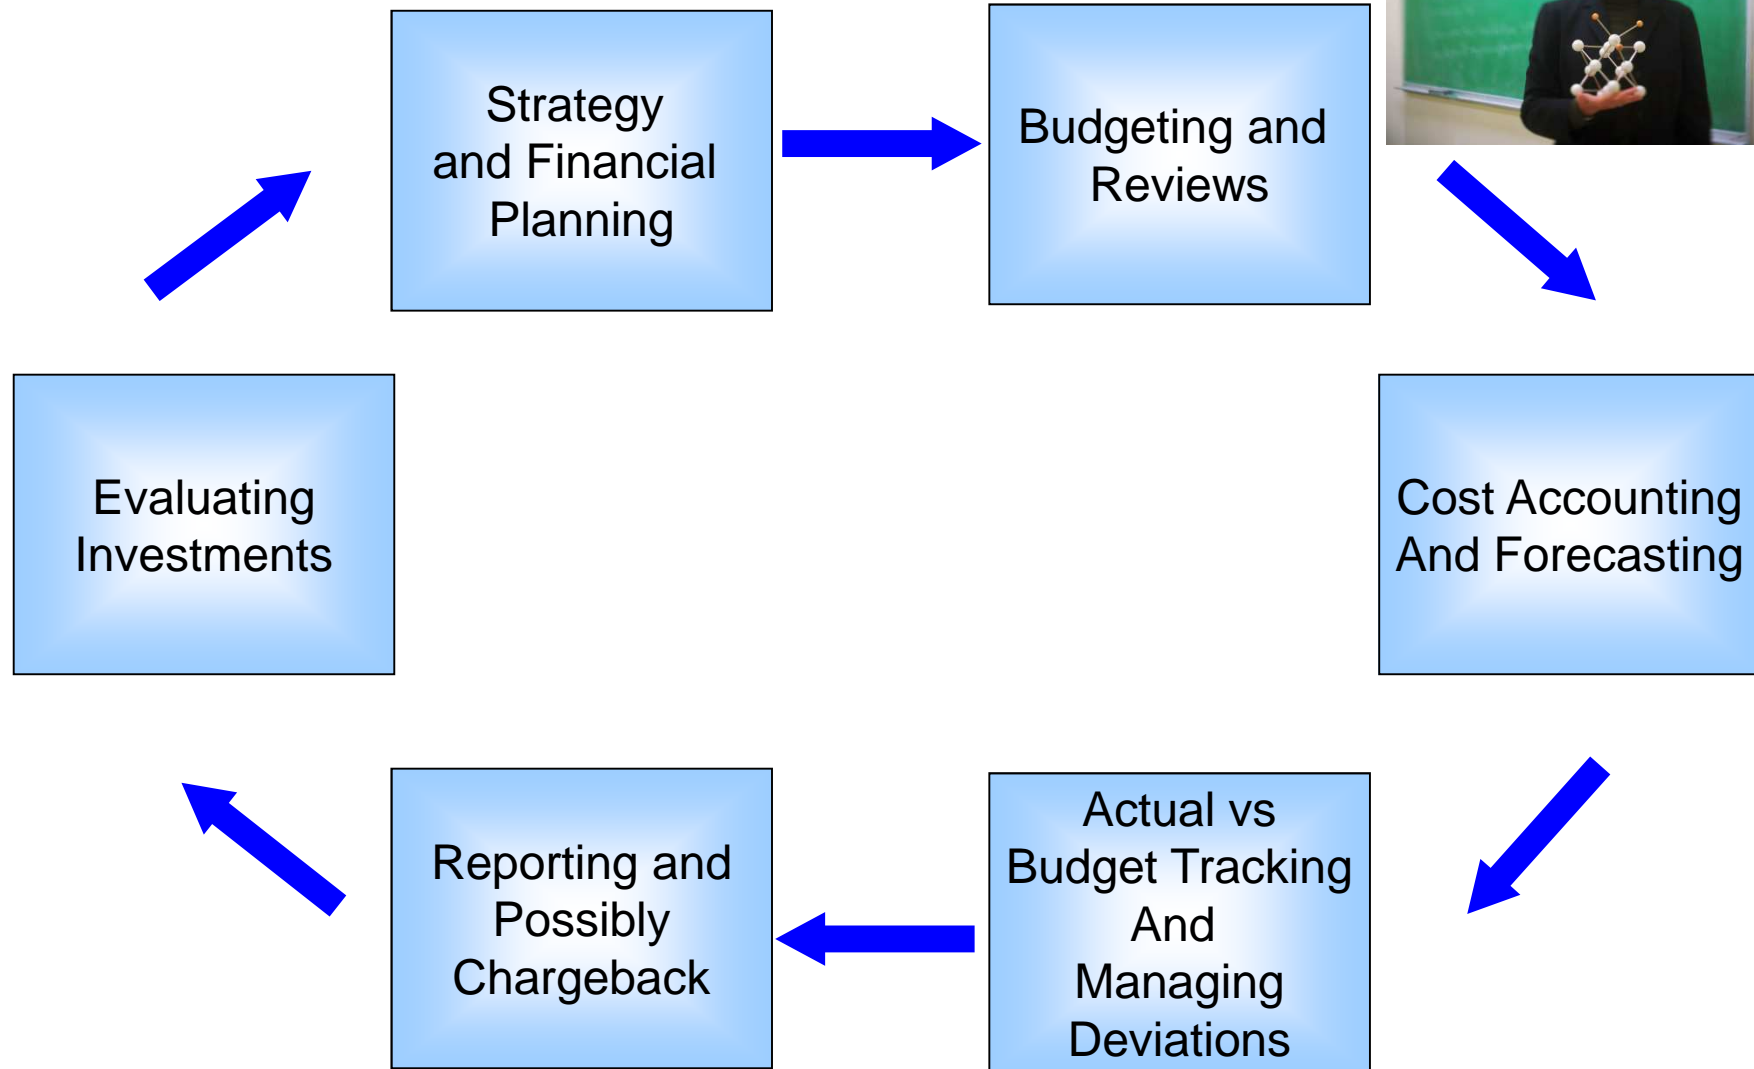 Strategy
and Financial
Planning
Budgeting and
Reviews
Evaluating
Investments
Cost Accounting
And Forecasting
Reporting and
Possibly
Chargeback
Actual vs
Budget Tracking
And
Managing
Deviations